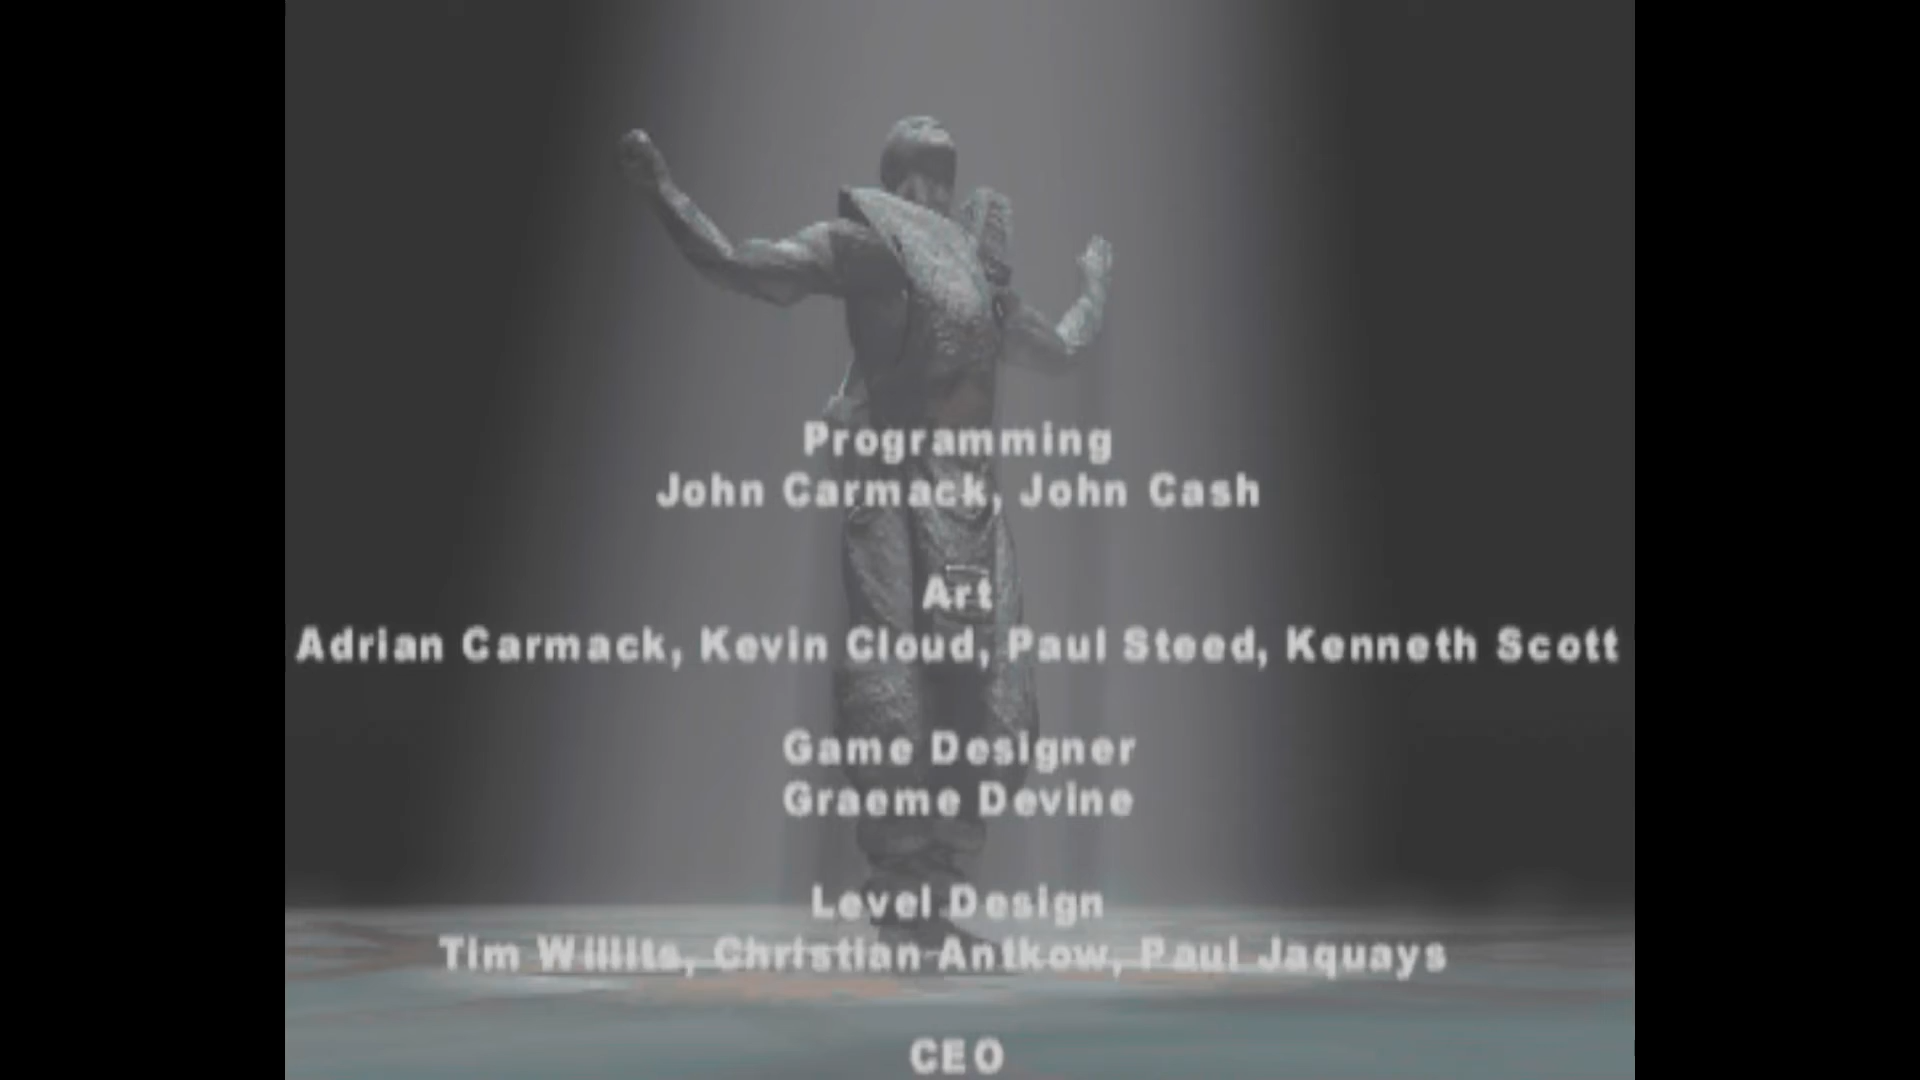 Programming
John Carmack, John Cash
Art
Adrian Carmack, Kevin Cloud, Paul Steed, Kenneth Scott
Game Designer
Graeme Devine
Level Design
Tim Willits, Christian Antkow, Paul Jaquays
CEO